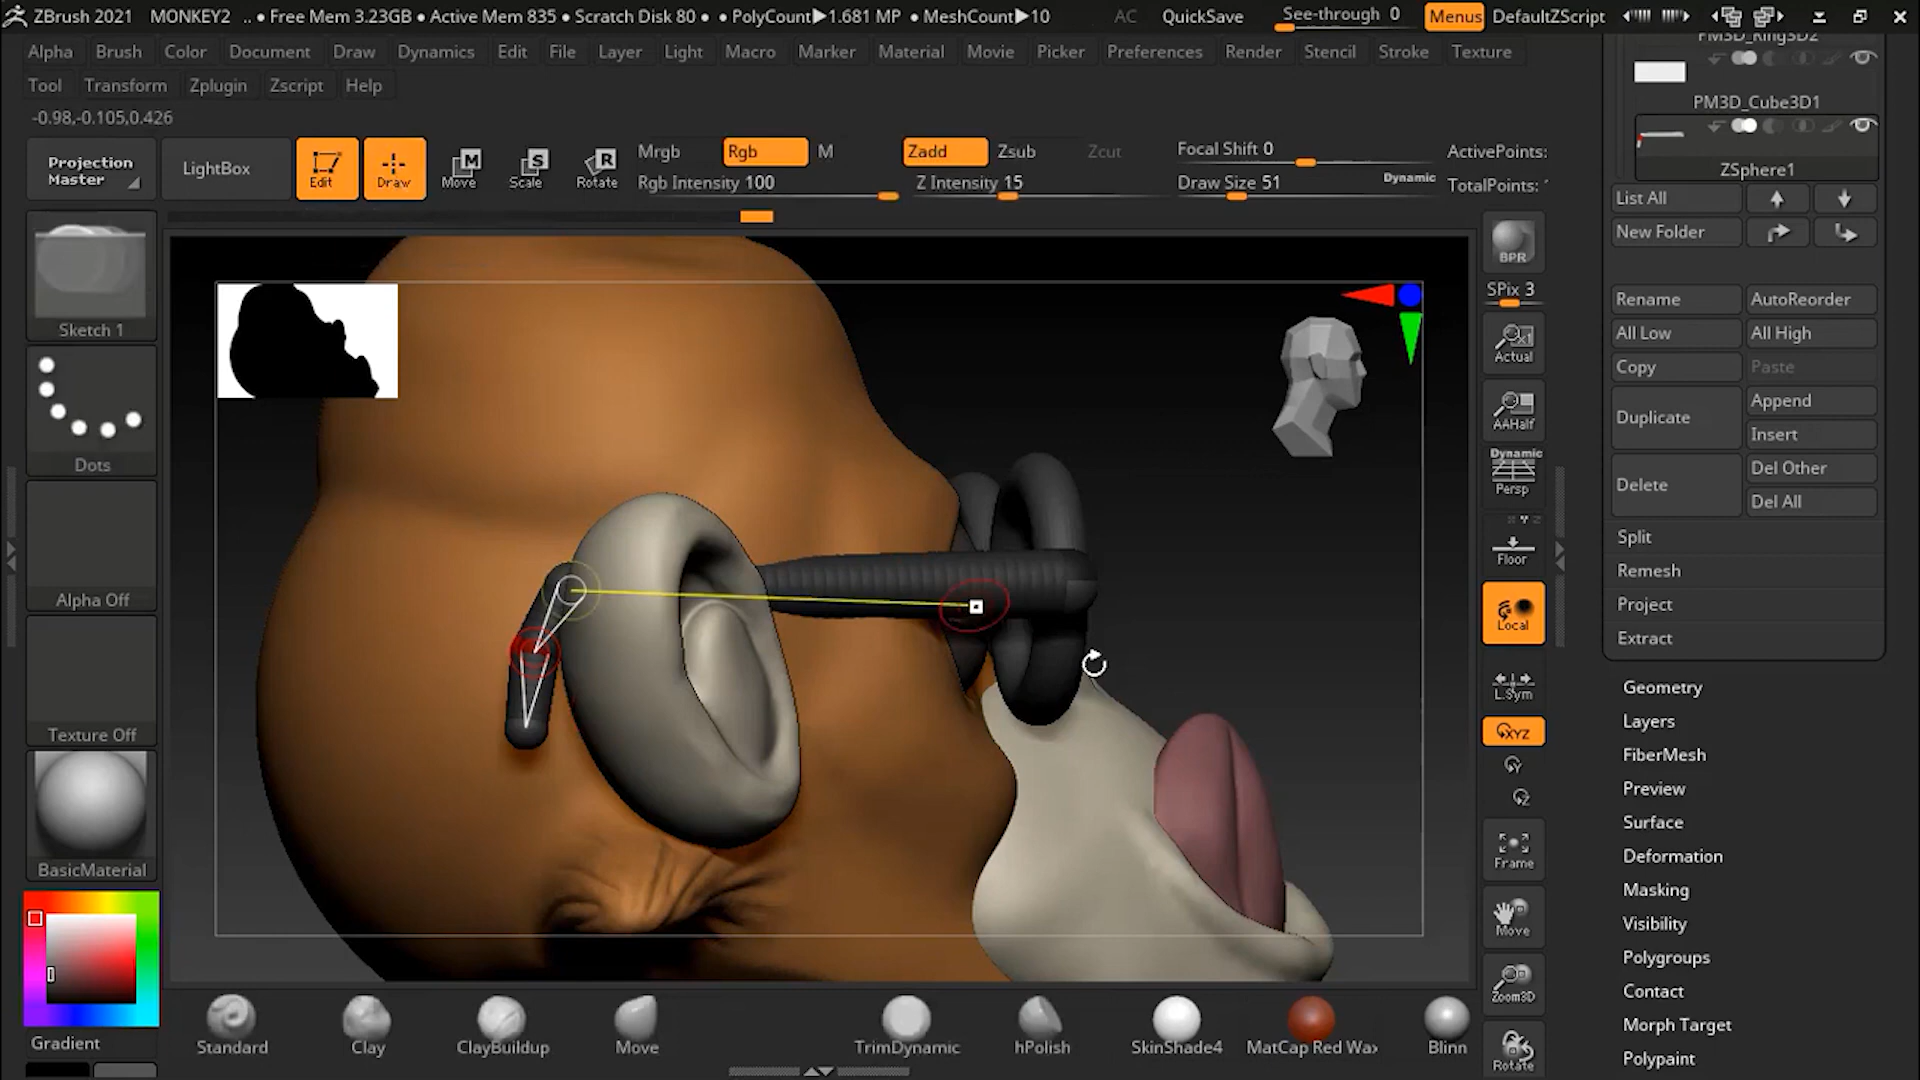 ZBrush 2021 MONKEY2 .. • Free Mem 3.23GB • Active Mem 835 • Scratch Disk 80 • • PolyCount▶1.681 MP • MeshCount▶10 AC QuickSave See-through 0 Menus DefaultZScript
Alpha Brush Color Document Draw Dynamics Edit File Layer Light Macro Marker Material Movie Picker Preferences Render Stencil Stroke Texture
Tool Transform Zplugin Zscript Help
-0.98,-0.105,0.426
Projection Master
LightBox
Edit
Draw
Move
Scale
Rotate
Mrgb Rgb M
Rgb Intensity 100
Zadd Zsub Zcut
Z Intensity 15
Focal Shift 0
Draw Size 51
Dynamic
ActivePoints:
TotalPoints:
Sketch 1
Dots
Alpha Off
Texture Off
BasicMaterial
Gradient
BPR
SPix 3
Actual
AAHalf
Dynamic
Persp
Floor
Local
L.Sym
XYZ
Frame
Move
Zoom3D
Rotate
PM3D_Ring3D2
PM3D_Cube3D1
ZSphere1
List All
New Folder
Rename AutoReorder
All Low All High
Copy Paste
Duplicate Append
Insert
Delete Del Other
Del All
Split
Remesh
Project
Extract
Geometry
Layers
FiberMesh
Preview
Surface
Deformation
Masking
Visibility
Polygroups
Contact
Morph Target
Polypaint
Standard Clay ClayBuildup Move TrimDynamic hPolish SkinShade4 MatCap Red Wax Blinn